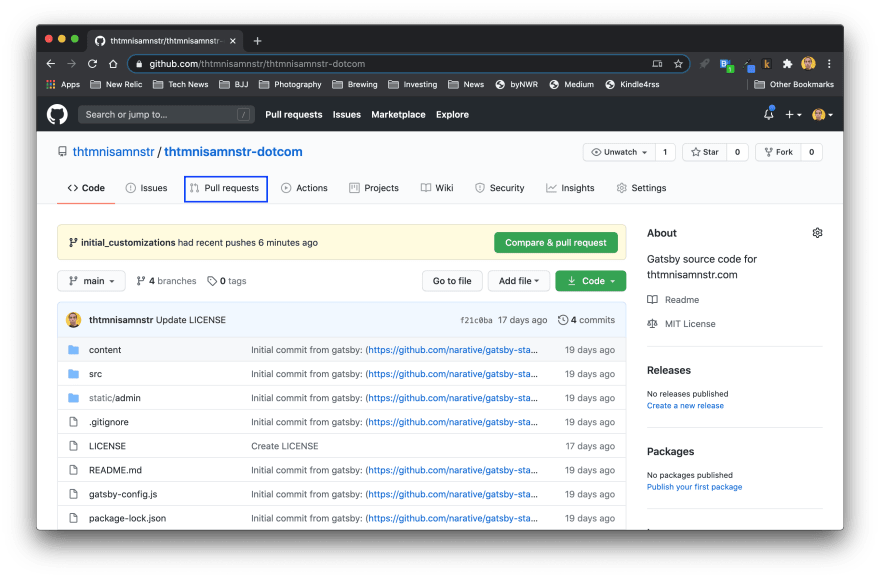 thtmnisamnstr/thtmnisamnstr-
github.com/thtmnisamnstr/thtmnisamnstr-dotcom
Apps New Relic Tech News BJJ Photography Brewing Investing News byNWR Medium Kindle4rss Other Bookmarks
Search or jump to... / Pull requests Issues Marketplace Explore
thtmnisamnstr / thtmnisamnstr-dotcom Unwatch 1 Star 0 Fork 0
Code Issues Pull requests Actions Projects Wiki Security Insights Settings
initial_customizations had recent pushes 6 minutes ago Compare & pull request
main 4 branches 0 tags Go to file Add file Code
thtmnisamnstr Update LICENSE f21c0ba 17 days ago 4 commits
content Initial commit from gatsby: (https://github.com/narative/gatsby-sta... 19 days ago
src Initial commit from gatsby: (https://github.com/narative/gatsby-sta... 19 days ago
static/admin Initial commit from gatsby: (https://github.com/narative/gatsby-sta... 19 days ago
.gitignore Initial commit from gatsby: (https://github.com/narative/gatsby-sta... 19 days ago
LICENSE Create LICENSE 17 days ago
README.md Initial commit from gatsby: (https://github.com/narative/gatsby-sta... 19 days ago
gatsby-config.js Initial commit from gatsby: (https://github.com/narative/gatsby-sta... 19 days ago
package-lock.json Initial commit from gatsby: (https://github.com/narative/gatsby-sta... 19 days ago
About
Gatsby source code for
thtmnisamnstr.com
Readme
MIT License
Releases
No releases published
Create a new release
Packages
No packages published
Publish your first package